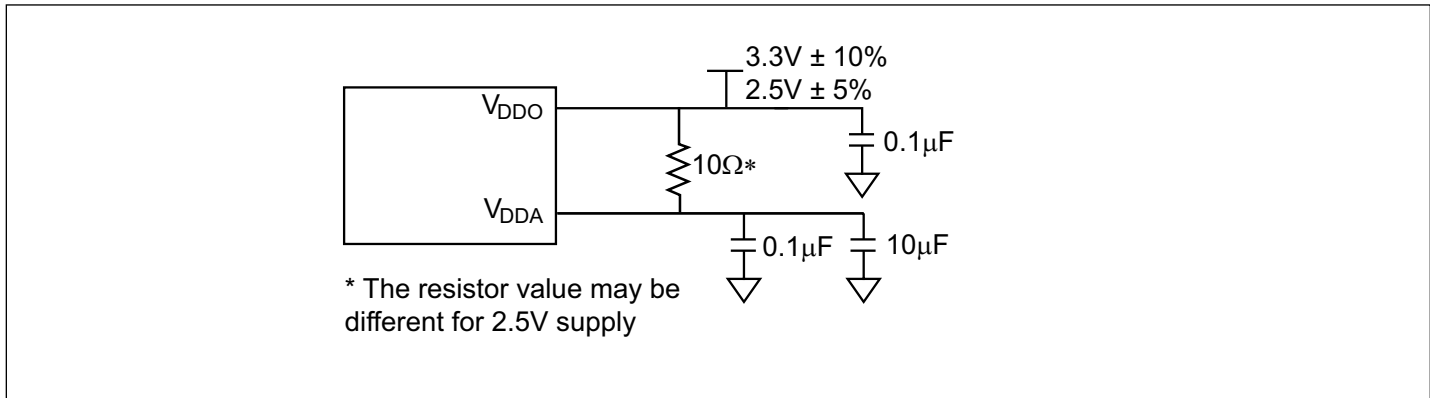 3.3V ± 10%
2.5V ± 5%
VDDO
0.1μF
10Ω*
VDDA
0.1μF
10μF
* The resistor value may be
different for 2.5V supply